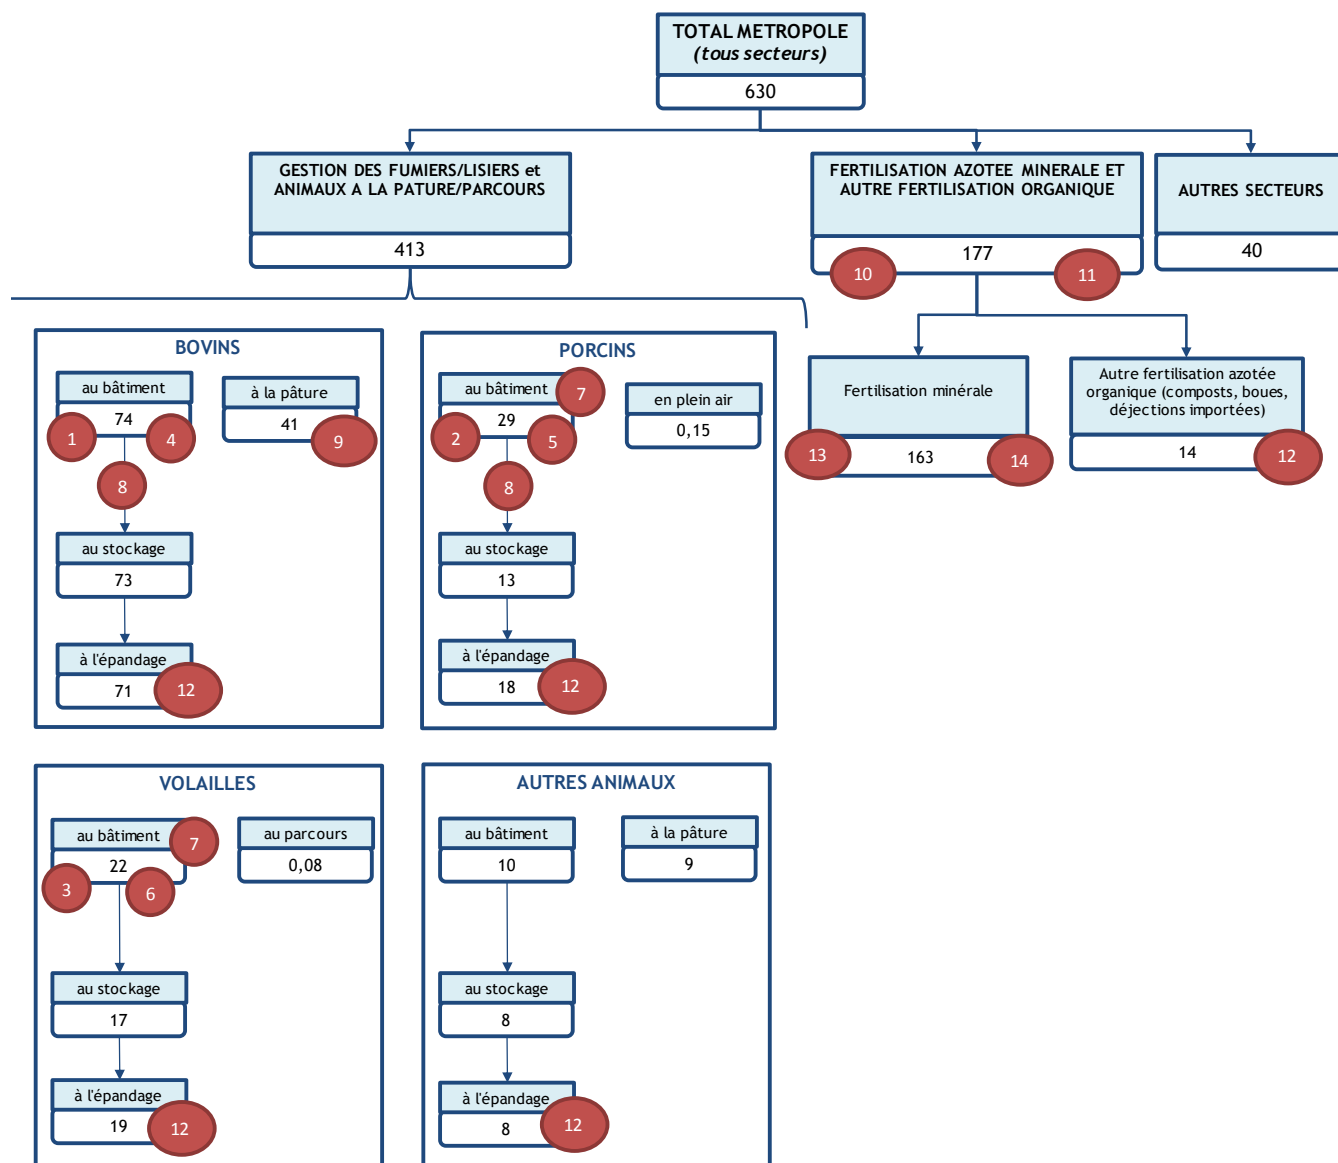 TOTAL METROPOLE
(tous secteurs)
630
GESTION DES FUMIERS/LISIERS et
ANIMAUX A LA PATURE/PARCOURS
413
FERTILISATION AZOTEE MINERALE ET
AUTRE FERTILISATION ORGANIQUE
177
10
11
AUTRES SECTEURS
40
BOVINS
au bâtiment
74
1
4
8
à la pâture
41
9
au stockage
73
à l'épandage
71
12
PORCINS
au bâtiment
7
29
2
5
8
en plein air
0,15
au stockage
13
à l'épandage
18
12
Fertilisation minérale
13
163
14
Autre fertilisation azotée
organique (composts, boues,
déjections importées)
14
12
VOLAILLES
au bâtiment
7
22
3
6
au parcours
0,08
au stockage
17
à l'épandage
19
12
AUTRES ANIMAUX
au bâtiment
10
à la pâture
9
au stockage
8
à l'épandage
8
12